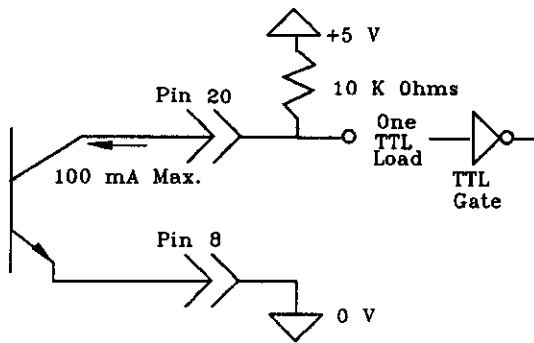 +5 V
Pin 20
10 K Ohms
One
TTL
Load
100 mA Max.
TTL
Gate
Pin 8
0 V